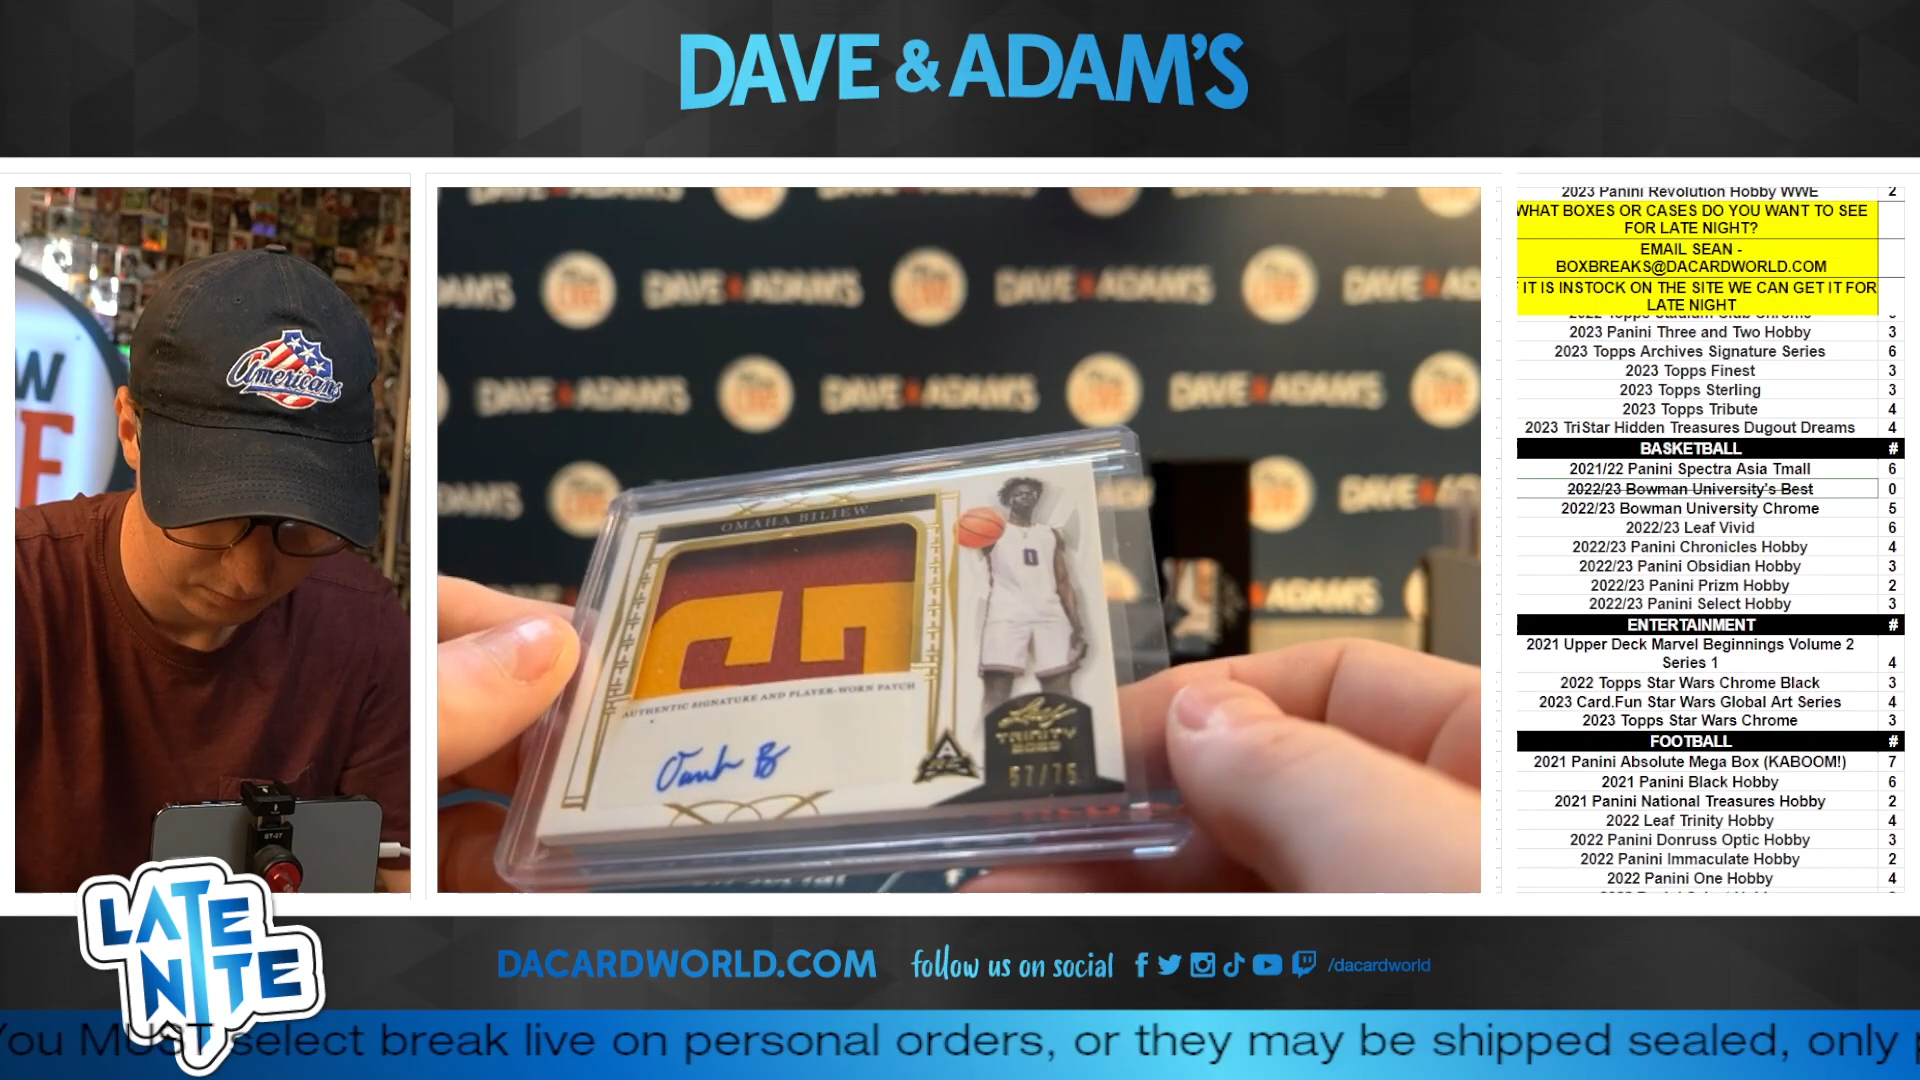 DAVE & ADAM'S
2023 Panini Revolution Hobby WWE 2
WHAT BOXES OR CASES DO YOU WANT TO SEE
FOR LATE NIGHT?
EMAIL SEAN -
BOXBREAKS@DACARDWORLD.COM
IT IS INSTOCK ON THE SITE WE CAN GET IT FOR
LATE NIGHT
2023 Panini Three and Two Hobby 3
2023 Topps Archives Signature Series 6
2023 Topps Finest 3
2023 Topps Sterling 3
2023 Topps Tribute 4
2023 TriStar Hidden Treasures Dugout Dreams 4
BASKETBALL #
2021/22 Panini Spectra Asia Tmall 6
2022/23 Bowman University's Best 0
2022/23 Bowman University Chrome 5
2022/23 Leaf Vivid 6
2022/23 Panini Chronicles Hobby 4
2022/23 Panini Obsidian Hobby 3
2022/23 Panini Prizm Hobby 2
2022/23 Panini Select Hobby 3
ENTERTAINMENT #
2021 Upper Deck Marvel Beginnings Volume 2
Series 1 4
2022 Topps Star Wars Chrome Black 3
2023 Card.Fun Star Wars Global Art Series 4
2023 Topps Star Wars Chrome 3
FOOTBALL #
2021 Panini Absolute Mega Box (KABOOM!) 7
2021 Panini Black Hobby 6
2021 Panini National Treasures Hobby 2
2022 Leaf Trinity Hobby 4
2022 Panini Donruss Optic Hobby 3
2022 Panini Immaculate Hobby 2
2022 Panini One Hobby 4
Americans
DAVE & ADAM'S
OMAHA BILIEW
AUTHENTIC SIGNATURE AND PLAYER-WORN PATCH
0
Leaf
TRINITY
2023
57/75
LATE
NITE
DACARDWORLD.COM
follow us on social
/dacardworld
You MUST select break live on personal orders, or they may be shipped sealed, only